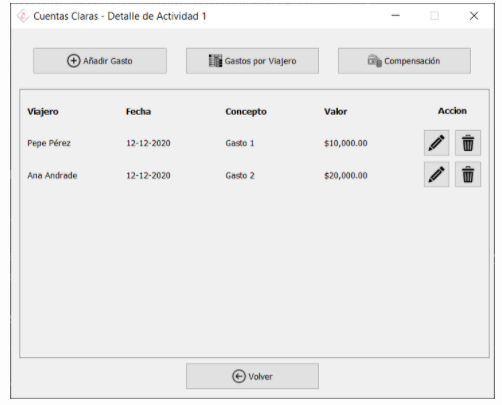 Cuentas Claras - Detalle de Actividad 1
Añadir Gasto Gastos por Viajero Compensación
Viajero Fecha Concepto Valor Accion
Pepe Pérez 12-12-2020 Gasto 1 $10,000.00
Ana Andrade 12-12-2020 Gasto 2 $20,000.00
Volver